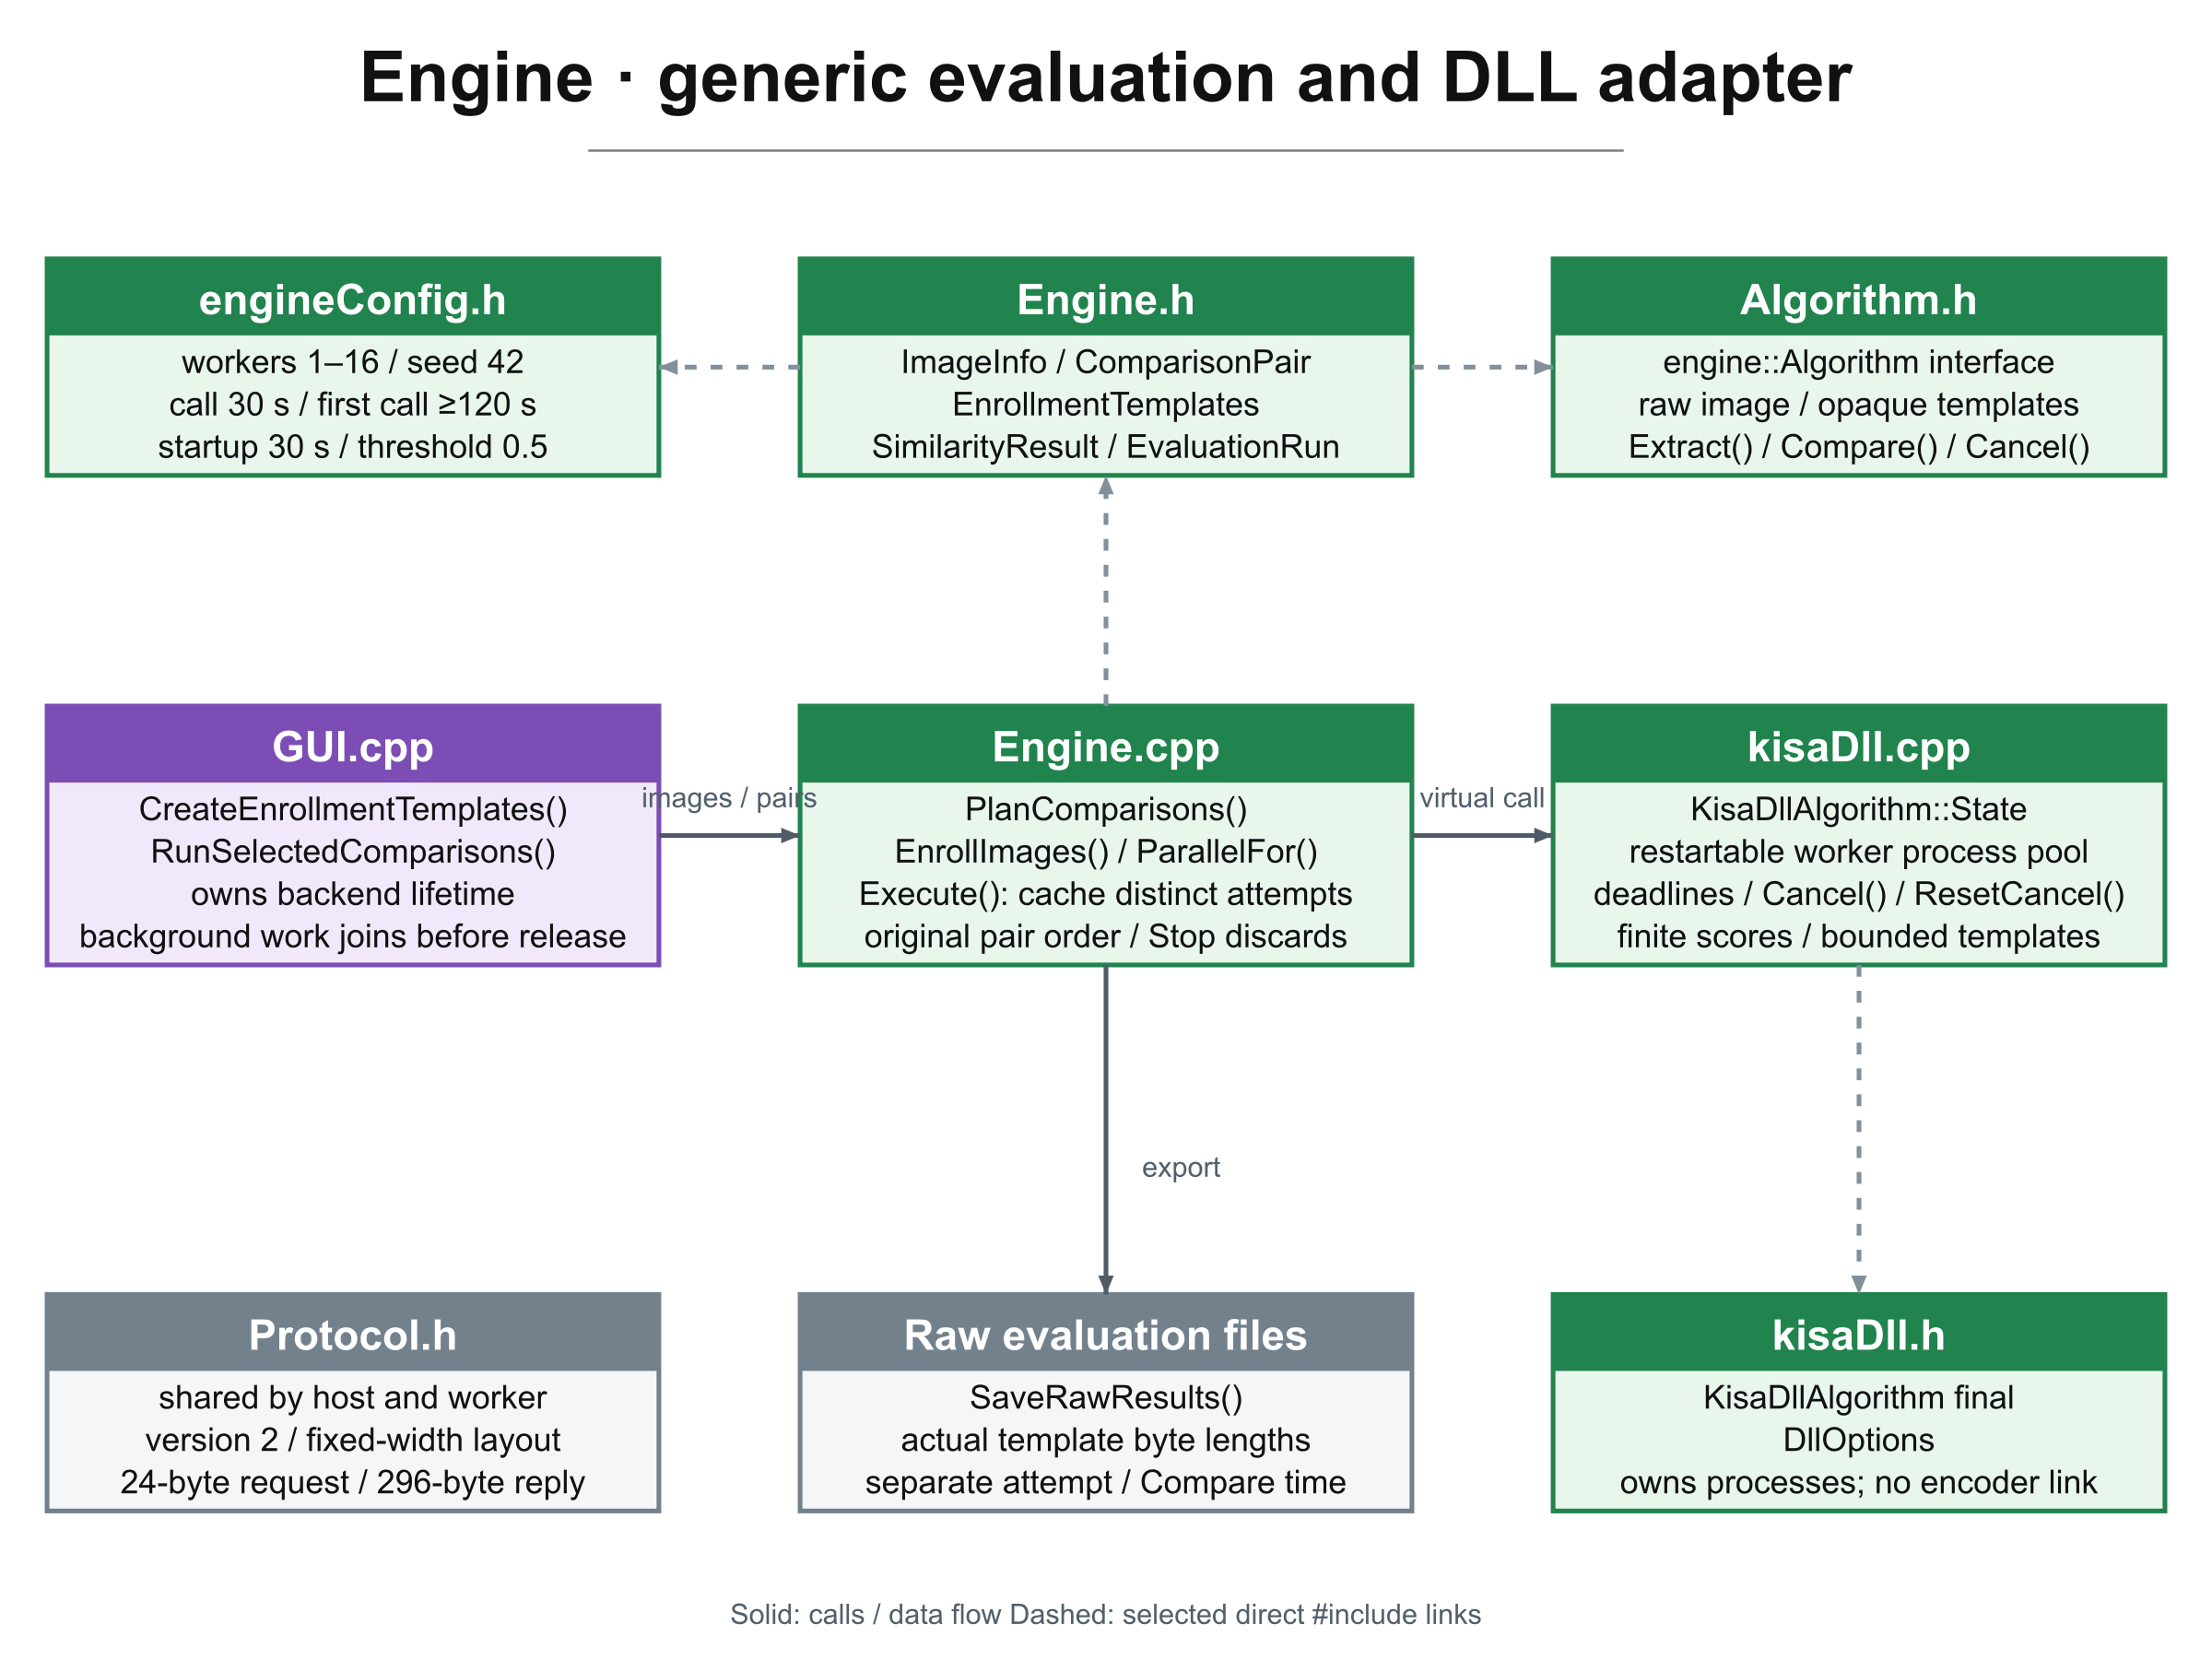 Engine · generic evaluation and DLL adapter
engineConfig.h
workers 1–16 / seed 42
call 30 s / first call ≥120 s
startup 30 s / threshold 0.5
Engine.h
ImageInfo / ComparisonPair
EnrollmentTemplates
SimilarityResult / EvaluationRun
Algorithm.h
engine::Algorithm interface
raw image / opaque templates
Extract() / Compare() / Cancel()
GUI.cpp
CreateEnrollmentTemplates()
RunSelectedComparisons()
owns backend lifetime
background work joins before release
images / pairs
Engine.cpp
PlanComparisons()
EnrollImages() / ParallelFor()
Execute(): cache distinct attempts
original pair order / Stop discards
virtual call
kisaDll.cpp
KisaDllAlgorithm::State
restartable worker process pool
deadlines / Cancel() / ResetCancel()
finite scores / bounded templates
export
Protocol.h
shared by host and worker
version 2 / fixed-width layout
24-byte request / 296-byte reply
Raw evaluation files
SaveRawResults()
actual template byte lengths
separate attempt / Compare time
kisaDll.h
KisaDllAlgorithm final
DllOptions
owns processes; no encoder link
Solid: calls / data flow Dashed: selected direct #include links